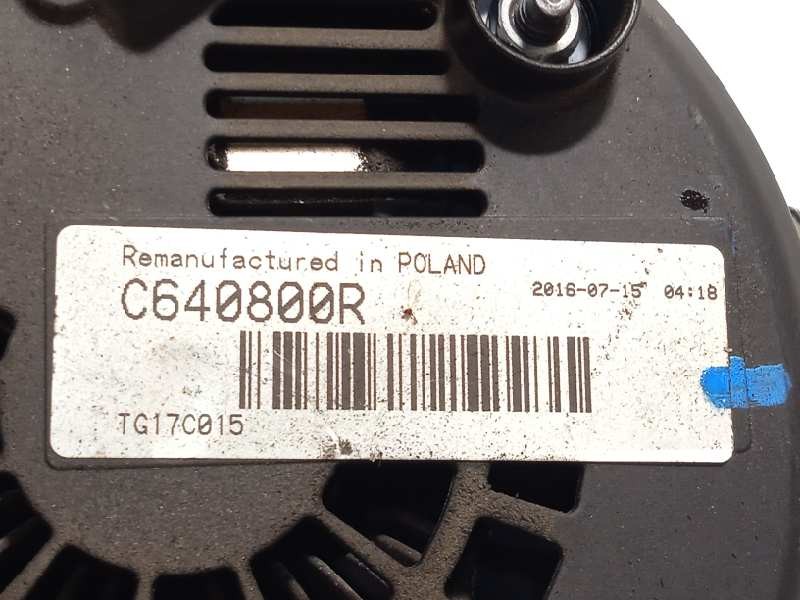 Remanufactured in POLAND
C640800R 2016-07-15 04:18
TG17C015